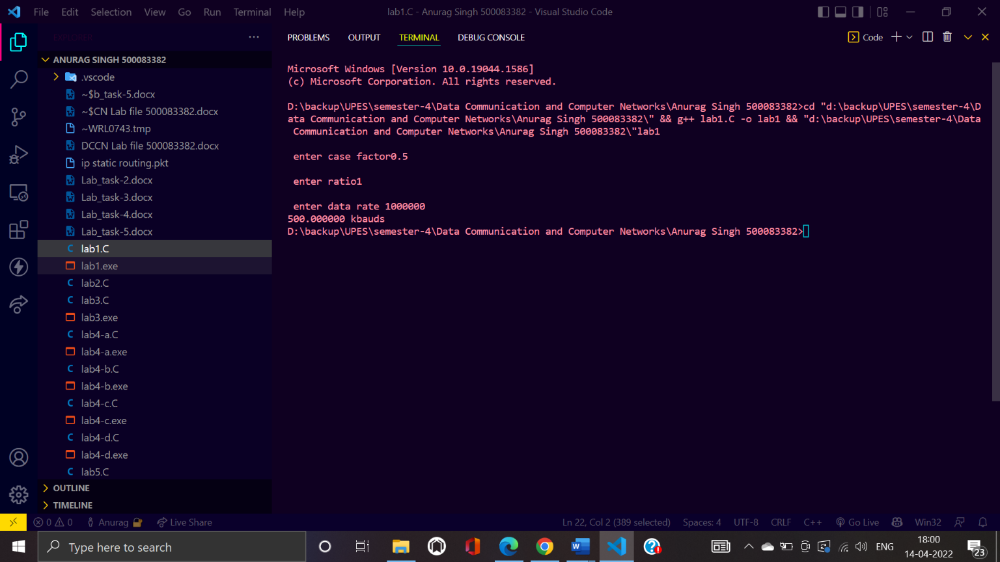 File Edit Selection View Go Run Terminal Help
lab1.C - Anurag Singh 500083382 - Visual Studio Code
EXPLORER
ANURAG SINGH 500083382
.vscode
~$b_task-5.docx
~$CN Lab file 500083382.docx
~WRL0743.tmp
DCCN Lab file 500083382.docx
ip static routing.pkt
Lab_task-2.docx
Lab_task-3.docx
Lab_task-4.docx
Lab_task-5.docx
lab1.C
lab1.exe
lab2.C
lab3.C
lab3.exe
lab4-a.C
lab4-a.exe
lab4-b.C
lab4-b.exe
lab4-c.C
lab4-c.exe
lab4-d.C
lab4-d.exe
lab5.C
OUTLINE
TIMELINE
PROBLEMS OUTPUT TERMINAL DEBUG CONSOLE
Code
Microsoft Windows [Version 10.0.19044.1586]
(c) Microsoft Corporation. All rights reserved.
D:\backup\UPES\semester-4\Data Communication and Computer Networks\Anurag Singh 500083382>cd "d:\backup\UPES\semester-4\D
ata Communication and Computer Networks\Anurag Singh 500083382\" && g++ lab1.C -o lab1 && "d:\backup\UPES\semester-4\Data
Communication and Computer Networks\Anurag Singh 500083382\"lab1
enter case factor0.5
enter ratio1
enter data rate 1000000
500.000000 kbauds
D:\backup\UPES\semester-4\Data Communication and Computer Networks\Anurag Singh 500083382>
0 0 Anurag Live Share
Ln 22, Col 2 (389 selected) Spaces: 4 UTF-8 CRLF C++ Go Live Win32
Type here to search
ENG
18:00
14-04-2022
23